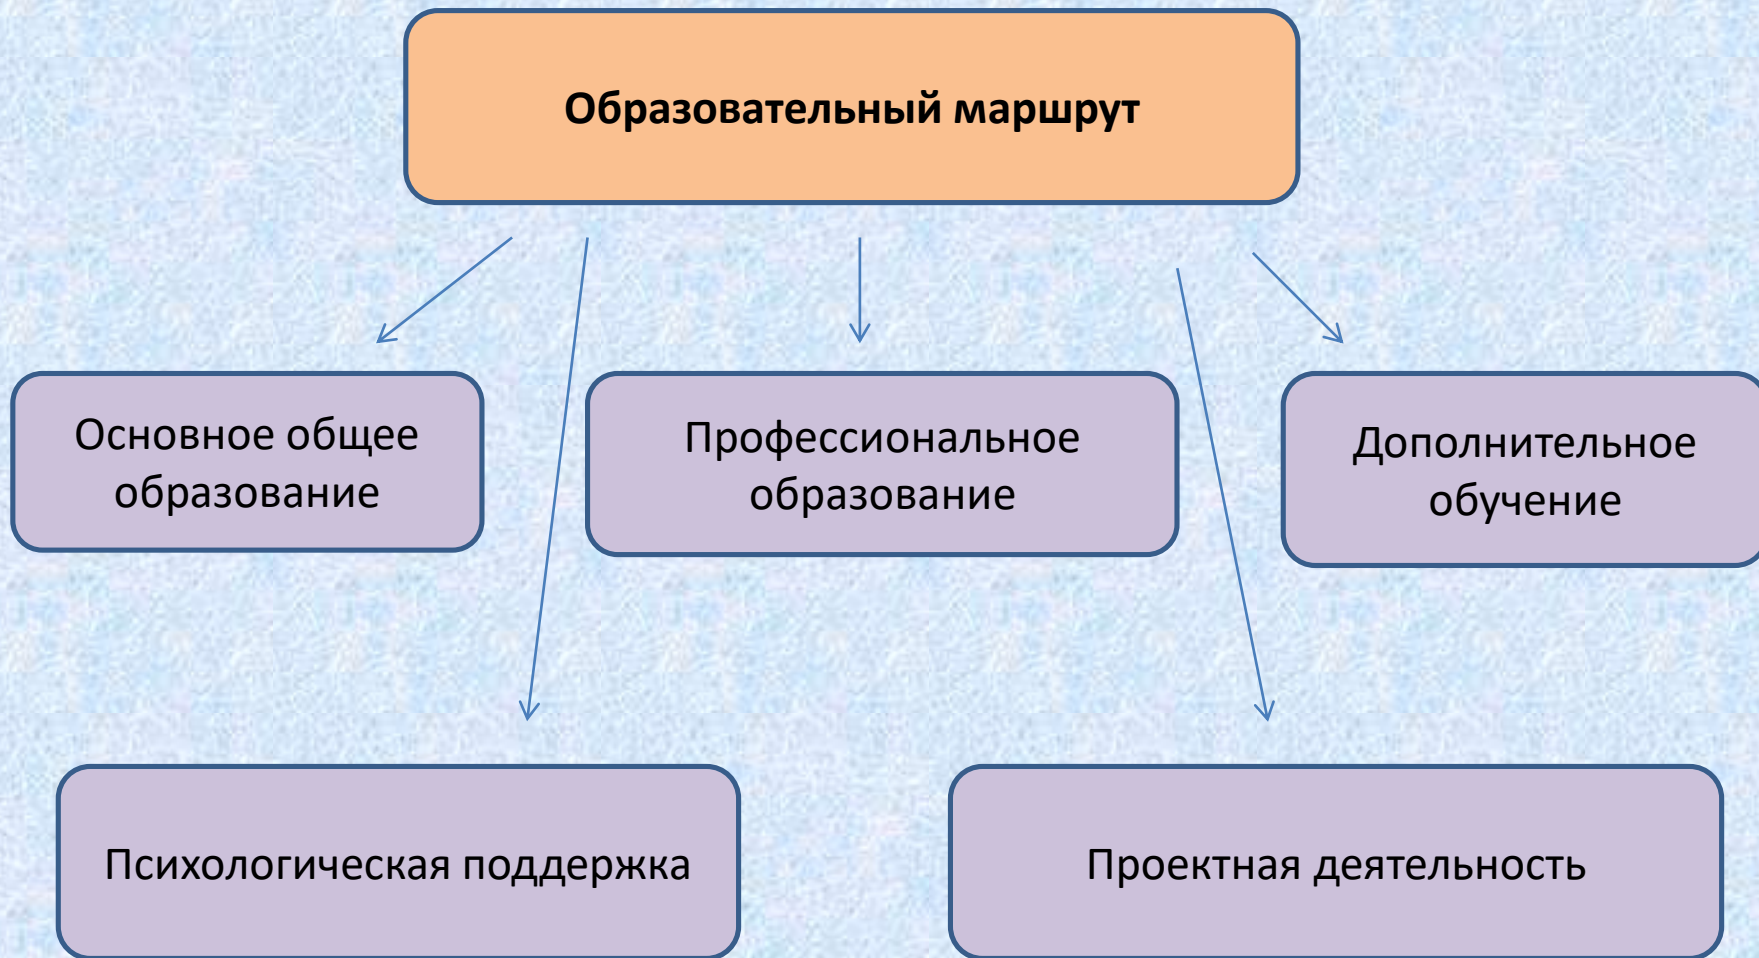 Образовательный маршрут
Основное общее
образование
Профессиональное
образование
Дополнительное
обучение
Психологическая поддержка
Проектная деятельность